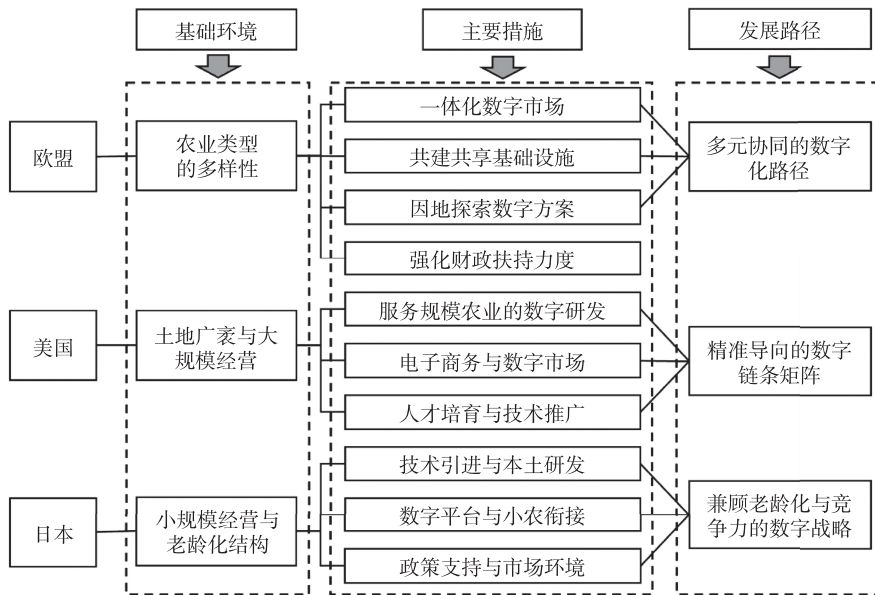 基础环境
主要措施
发展路径
欧盟
农业类型
的多样性
一体化数字市场
共建共享基础设施
因地探索数字方案
强化财政扶持力度
多元协同的数字
化路径
美国
土地广袤与大
规模经营
服务规模农业的数字研发
电子商务与数字市场
人才培育与技术推广
精准导向的数字
链条矩阵
日本
小规模经营与
老龄化结构
技术引进与本土研发
数字平台与小农衔接
政策支持与市场环境
兼顾老龄化与竞
争力的数字战略